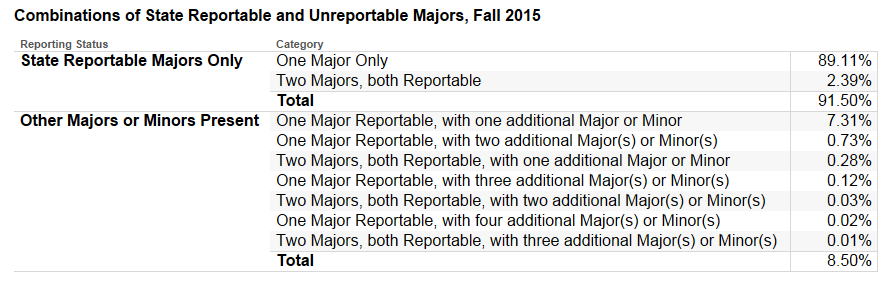 Combinations of State Reportable and Unreportable Majors, Fall 2015
Reporting Status Category
State Reportable Majors Only One Major Only 89.11%
Two Majors, both Reportable 2.39%
Total 91.50%
Other Majors or Minors Present One Major Reportable, with one additional Major or Minor 7.31%
One Major Reportable, with two additional Major(s) or Minor(s) 0.73%
Two Majors, both Reportable, with one additional Major or Minor 0.28%
One Major Reportable, with three additional Major(s) or Minor(s) 0.12%
Two Majors, both Reportable, with two additional Major(s) or Minor(s) 0.03%
One Major Reportable, with four additional Major(s) or Minor(s) 0.02%
Two Majors, both Reportable, with three additional Major(s) or Minor(s) 0.01%
Total 8.50%